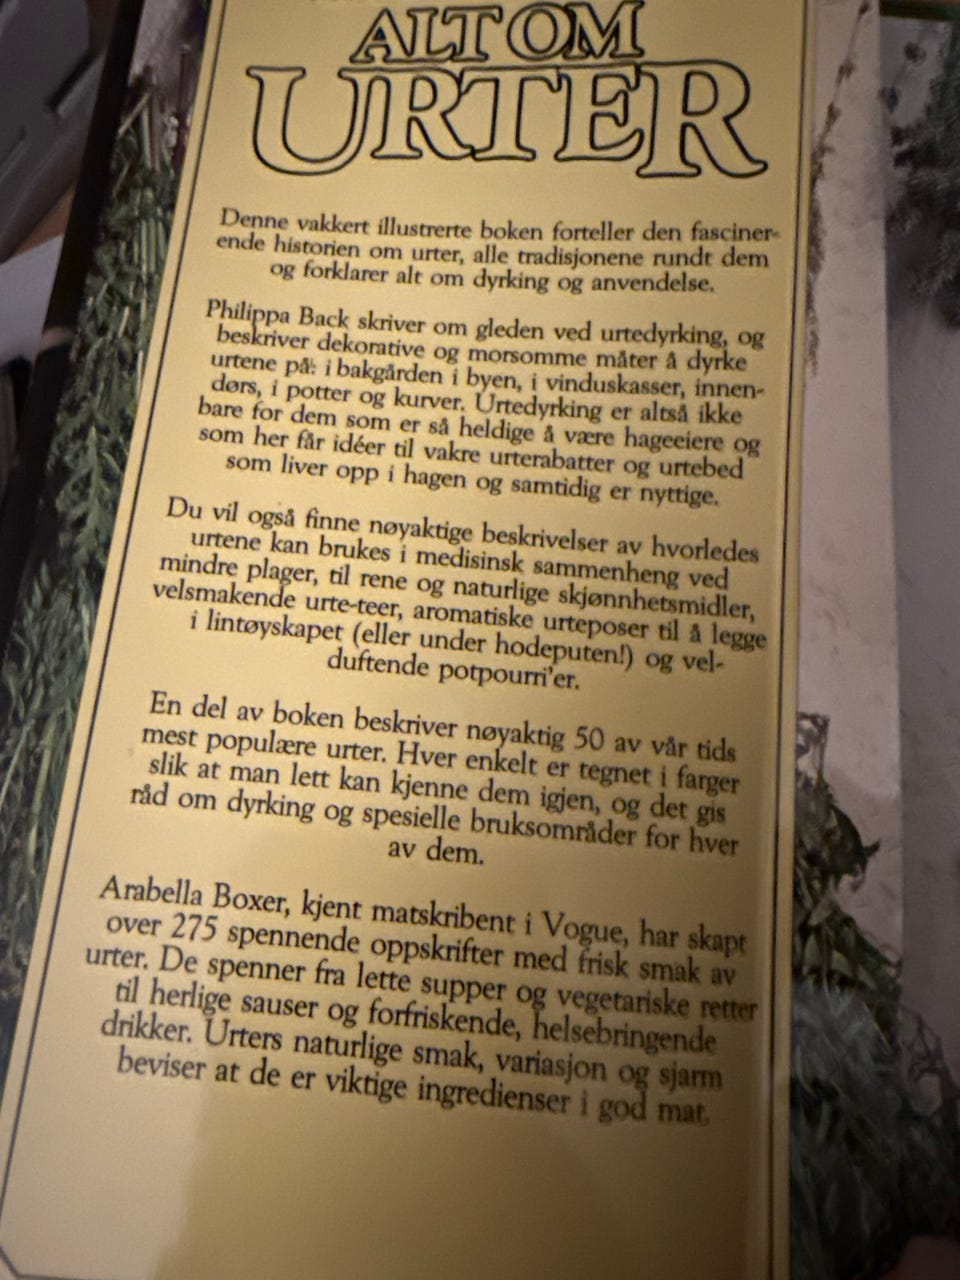 ALT OM
URTER
Denne vakkert illustrerte boken forteller den fasciner-
ende historien om urter, alle tradisjonene rundt dem
og forklarer alt om dyrking og anvendelse.
Philippa Back skriver om gleden ved urtedyrking, og
beskriver dekorative og morsomme måter å dyrke
urtene på: i bakgården i byen, i vinduskasser, innen-
dørs, i potter og kurver. Urtedyrking er altså ikke
bare for dem som er så heldige å være hageeiere og
som her får idéer til vakre urterabatter og urtebed
som liver opp i hagen og samtidig er nyttige.
Du vil også finne nøyaktige beskrivelser av hvorledes
urtene kan brukes i medisinsk sammenheng ved
mindre plager, til rene og naturlige skjønnhetsmidler,
velsmakende urte-teer, aromatiske urteposer til å legge
i lintøyskapet (eller under hodeputen!) og vel-
duftende potpourri'er.
En del av boken beskriver nøyaktig 50 av vår tids
mest populære urter. Hver enkelt er tegnet i farger
slik at man lett kan kjenne dem igjen, og det gis
råd om dyrking og spesielle bruksområder for hver
av dem.
Arabella Boxer, kjent matskribent i Vogue, har skapt
over 275 spennende oppskrifter med frisk smak av
urter. De spenner fra lette supper og vegetariske retter
til herlige sauser og forfriskende, helsebringende
drikker. Urters naturlige smak, variasjon og sjarm
beviser at de er viktige ingredienser i god mat.